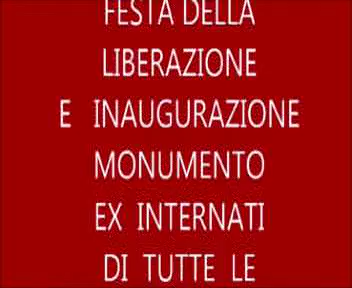 FESTA DELLA
LIBERAZIONE
E INAUGURAZIONE
MONUMENTO
EX INTERNATI
DI TUTTE LE